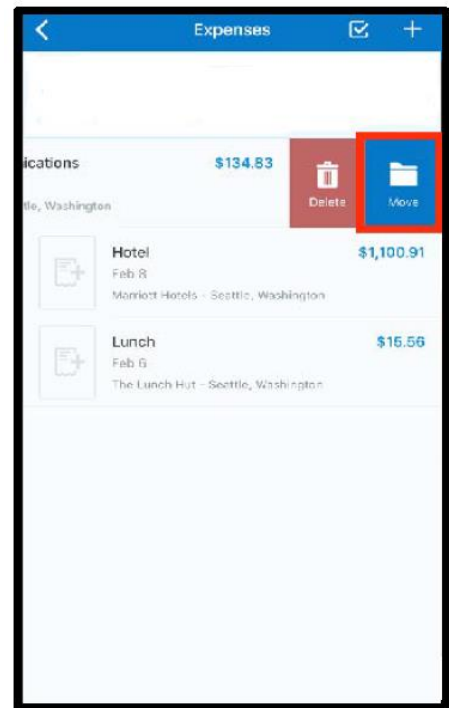 Expenses
ications $134.83
tle, Washington
Delete Move
Hotel $1,100.91
Feb 8
Marriott Hotels - Seattle, Washington
Lunch $15.56
Feb 6
The Lunch Hut - Seattle, Washington